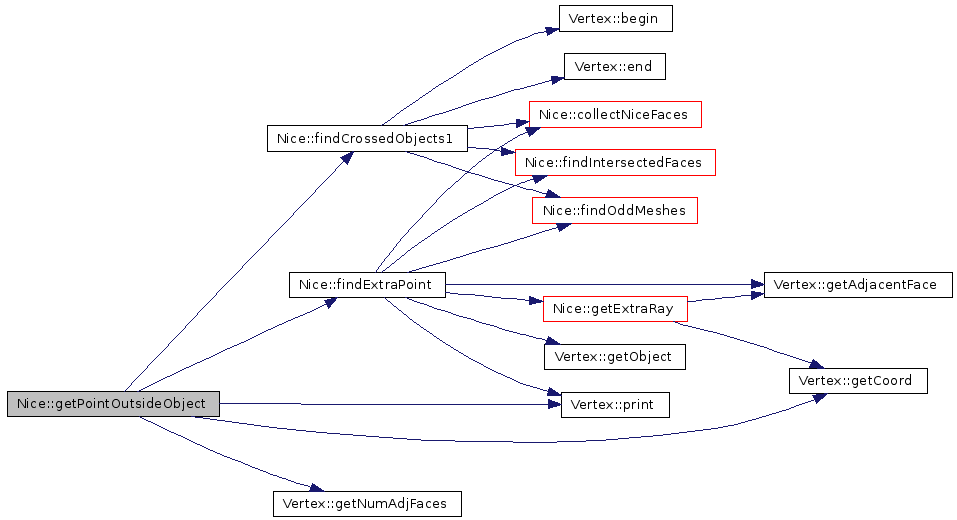 Vertex::begin
Vertex::end
Nice::collectNiceFaces
Nice::findCrossedObjects1
Nice::findIntersectedFaces
Nice::findOddMeshes
Nice::findExtraPoint
Vertex::getAdjacentFace
Nice::getExtraRay
Vertex::getObject
Vertex::getCoord
Nice::getPointOutsideObject
Vertex::print
Vertex::getNumAdjFaces